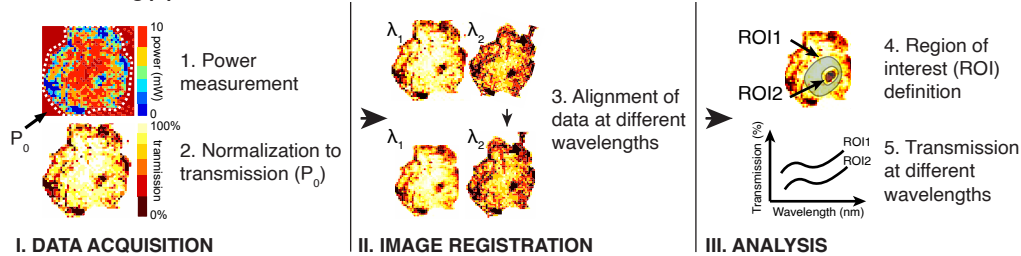 10
power (mW)
0
P0
1. Power
measurement
100%
transmission
0%
2. Normalization to
transmission (P0)
I. DATA ACQUISITION
λ1
λ2
λ1
λ2
3. Alignment of
data at different
wavelengths
II. IMAGE REGISTRATION
ROI1
ROI2
4. Region of
interest (ROI)
definition
Transmission (%)
ROI1
ROI2
Wavelength (nm)
5. Transmission
at different
wavelengths
III. ANALYSIS